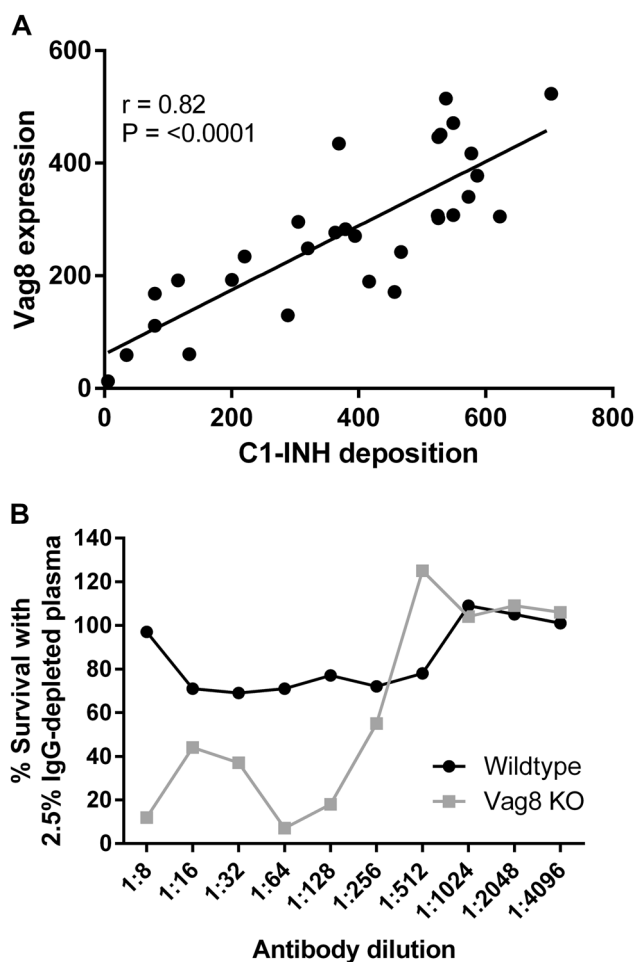 A
600
400
200
0
Vag8 expression
r = 0.82
P = <0.0001
0 200 400 600 800
C1-INH deposition
B
140
120
100
80
60
40
20
0
% Survival with
2.5% IgG-depleted plasma
Wildtype
Vag8 KO
1:8 1:16 1:32 1:64 1:128 1:256 1:512 1:1024 1:2048 1:4096
Antibody dilution